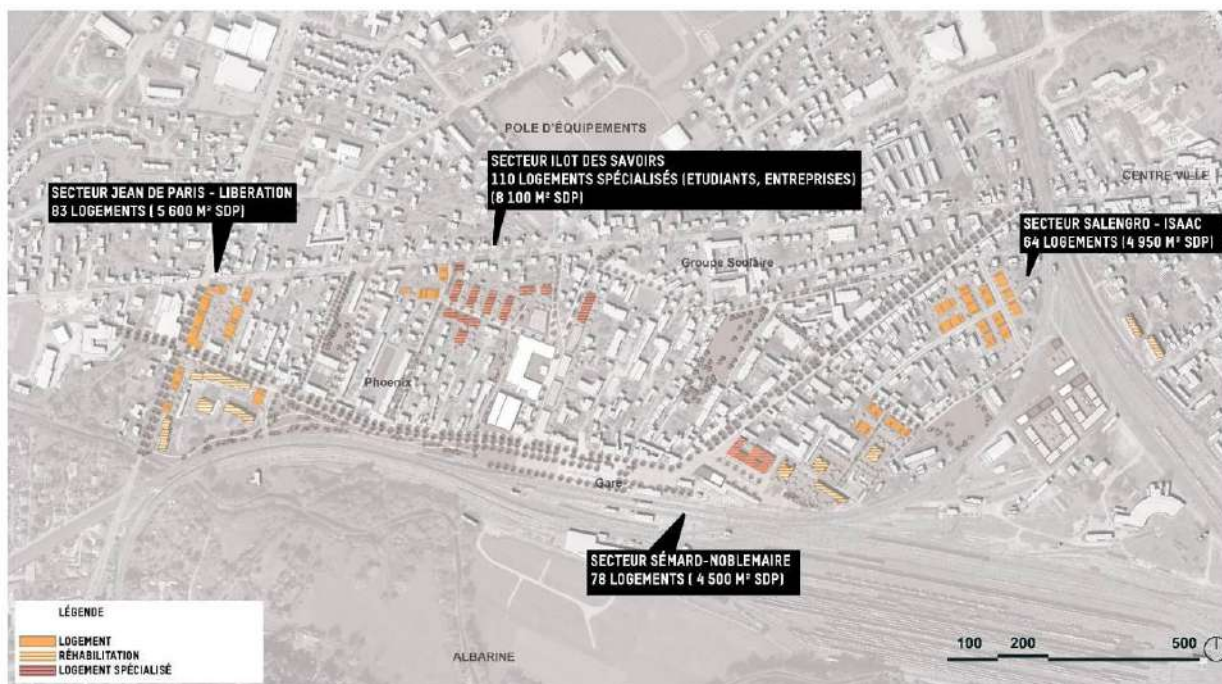 POLE D'ÉQUIPEMENTS
SECTEUR ILOT DES SAVOIRS
110 LOGEMENTS SPÉCIALISÉS (ETUDIANTS, ENTREPRISES)
(8 100 M² SDP)
CENTRE VILLE
SECTEUR JEAN DE PARIS - LIBERATION
83 LOGEMENTS ( 5 600 M² SDP)
SECTEUR SALENGRO - ISAAC
64 LOGEMENTS (4 950 M² SDP)
Groupe Scolaire
Phoenix
Gare
SECTEUR SÉMARD-NOBLEMAIRE
78 LOGEMENTS ( 4 500 M² SDP)
LÉGENDE
LOGEMENT
RÉHABILITATION
LOGEMENT SPÉCIALISÉ
ALBARINE
100 200 500